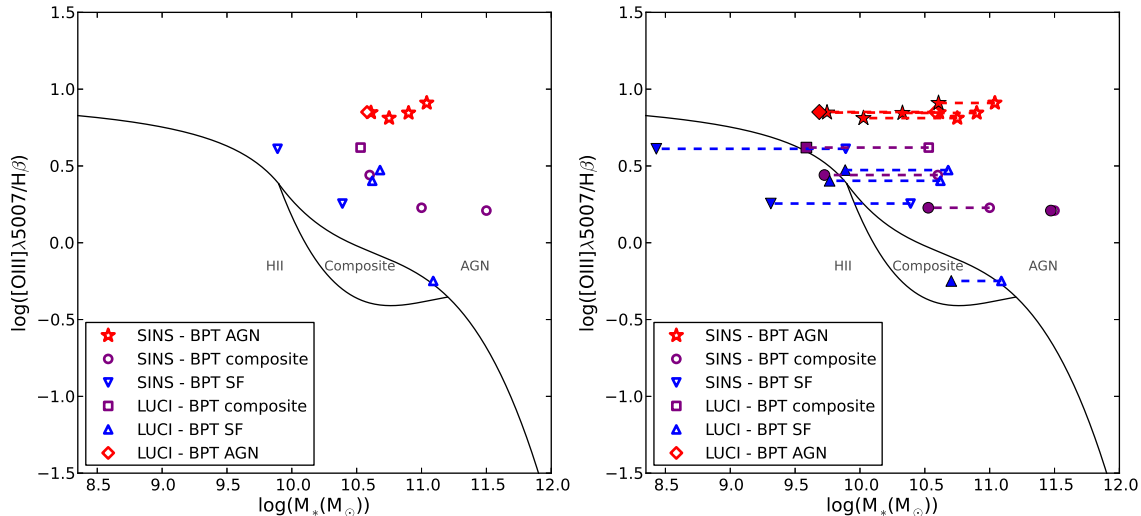 1.5
1.0
0.5
0.0
−0.5
−1.0
−1.5
log([OIII]λ5007/Hβ)
HII
Composite
AGN
SINS - BPT AGN
SINS - BPT composite
SINS - BPT SF
LUCI - BPT composite
LUCI - BPT SF
LUCI - BPT AGN
8.5 9.0 9.5 10.0 10.5 11.0 11.5 12.0
log(M*(M☉))
1.5
1.0
0.5
0.0
−0.5
−1.0
−1.5
log([OIII]λ5007/Hβ)
HII
Composite
AGN
SINS - BPT AGN
SINS - BPT composite
SINS - BPT SF
LUCI - BPT composite
LUCI - BPT SF
LUCI - BPT AGN
8.5 9.0 9.5 10.0 10.5 11.0 11.5 12.0
log(M*(M☉))